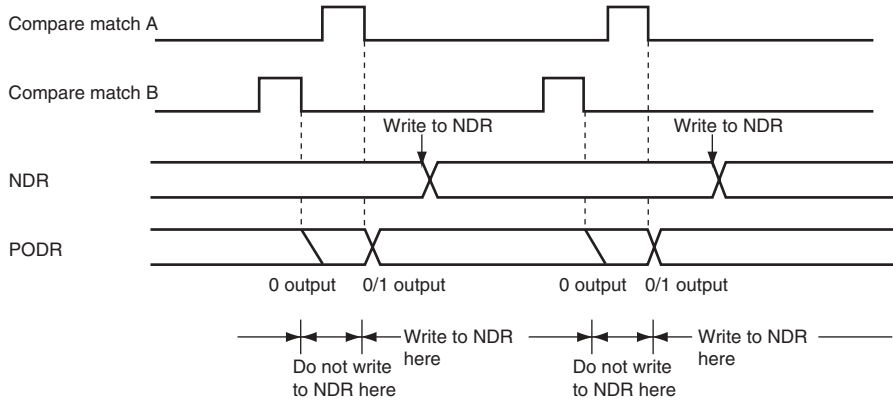 Compare match A
Compare match B
Write to NDR
Write to NDR
NDR
PODR
0 output
0/1 output
0 output
0/1 output
Write to NDR
here
Write to NDR
here
Do not write
to NDR here
Do not write
to NDR here